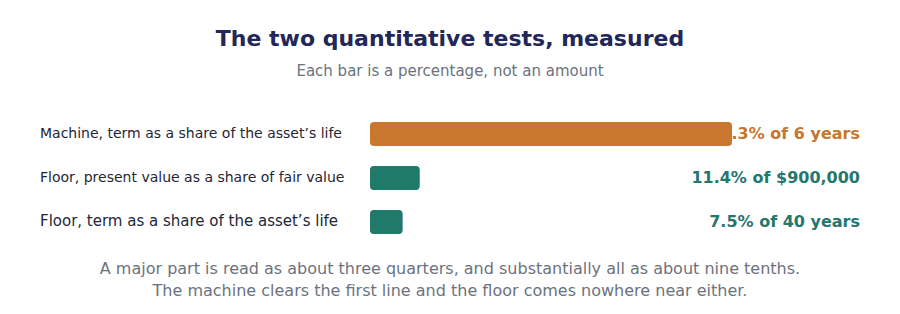 The two quantitative tests, measured
Each bar is a percentage, not an amount
Machine, term as a share of the asset’s life
.3% of 6 years
Floor, present value as a share of fair value
11.4% of $900,000
Floor, term as a share of the asset’s life
7.5% of 40 years
A major part is read as about three quarters, and substantially all as about nine tenths.
The machine clears the first line and the floor comes nowhere near either.